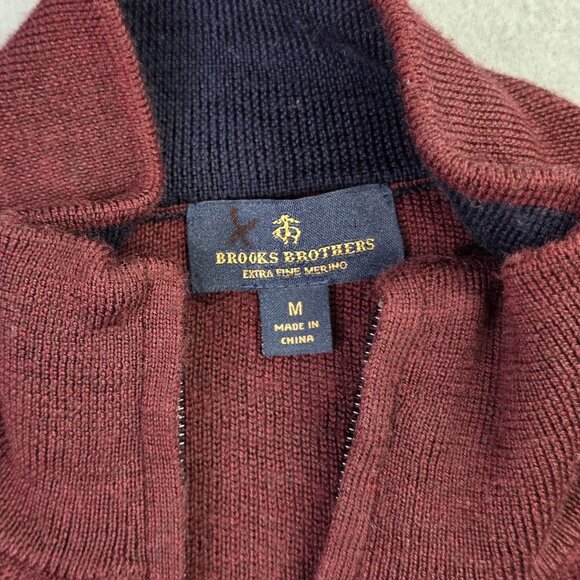 BROOKS BROTHERS
EXTRA FINE MERINO
M
MADE IN
CHINA